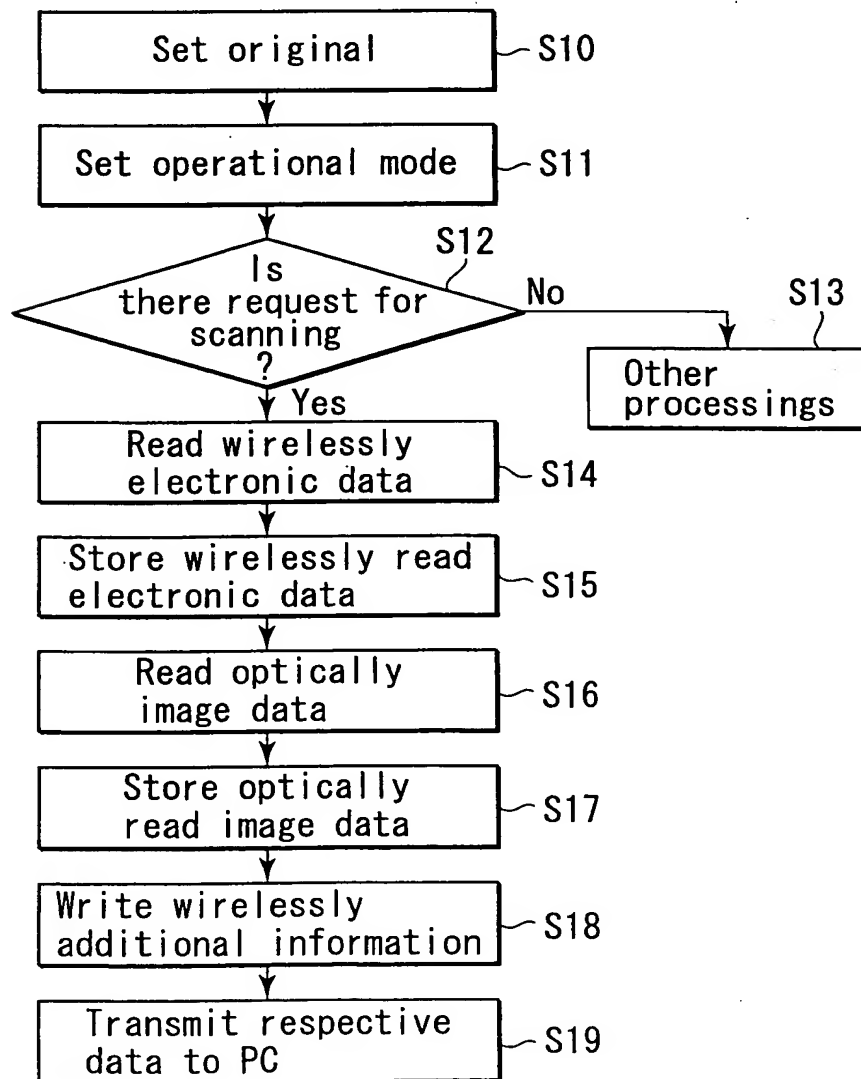 Set original
S10
Set operational mode
S11
S12
Is
there request for
scanning
?
No
S13
Other
processings
Yes
Read wirelessly
electronic data
S14
Store wirelessly read
electronic data
S15
Read optically
image data
S16
Store optically
read image data
S17
Write wirelessly
additional information
S18
Transmit respective
data to PC
S19